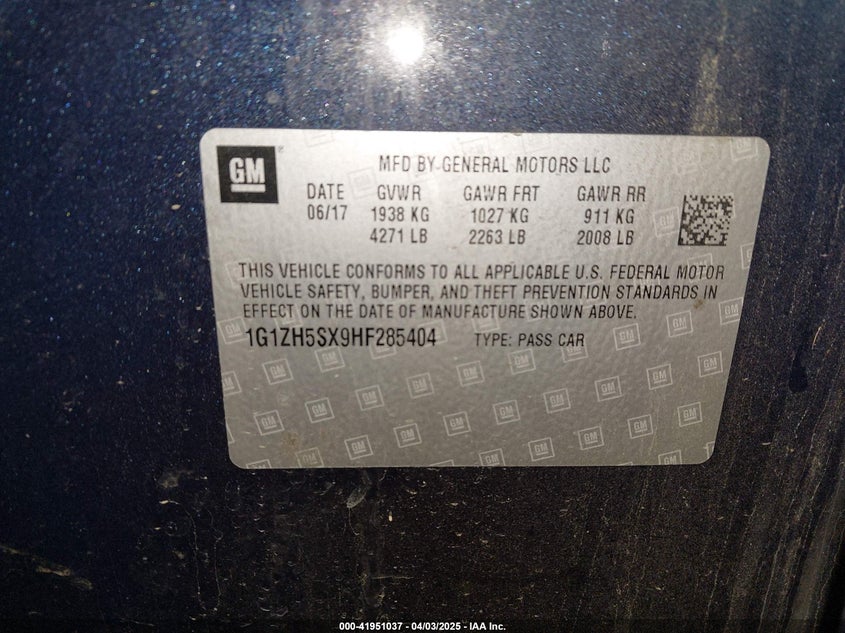 GM
MFD BY GENERAL MOTORS LLC
DATE GVWR GAWR FRT GAWR RR
06/17 1938 KG 1027 KG 911 KG
4271 LB 2263 LB 2008 LB
THIS VEHICLE CONFORMS TO ALL APPLICABLE U.S. FEDERAL MOTOR
VEHICLE SAFETY, BUMPER, AND THEFT PREVENTION STANDARDS IN
EFFECT ON THE DATE OF MANUFACTURE SHOWN ABOVE.
1G1ZH5SX9HF285404 TYPE: PASS CAR
000-41951037 - 04/03/2025 - IAA Inc.